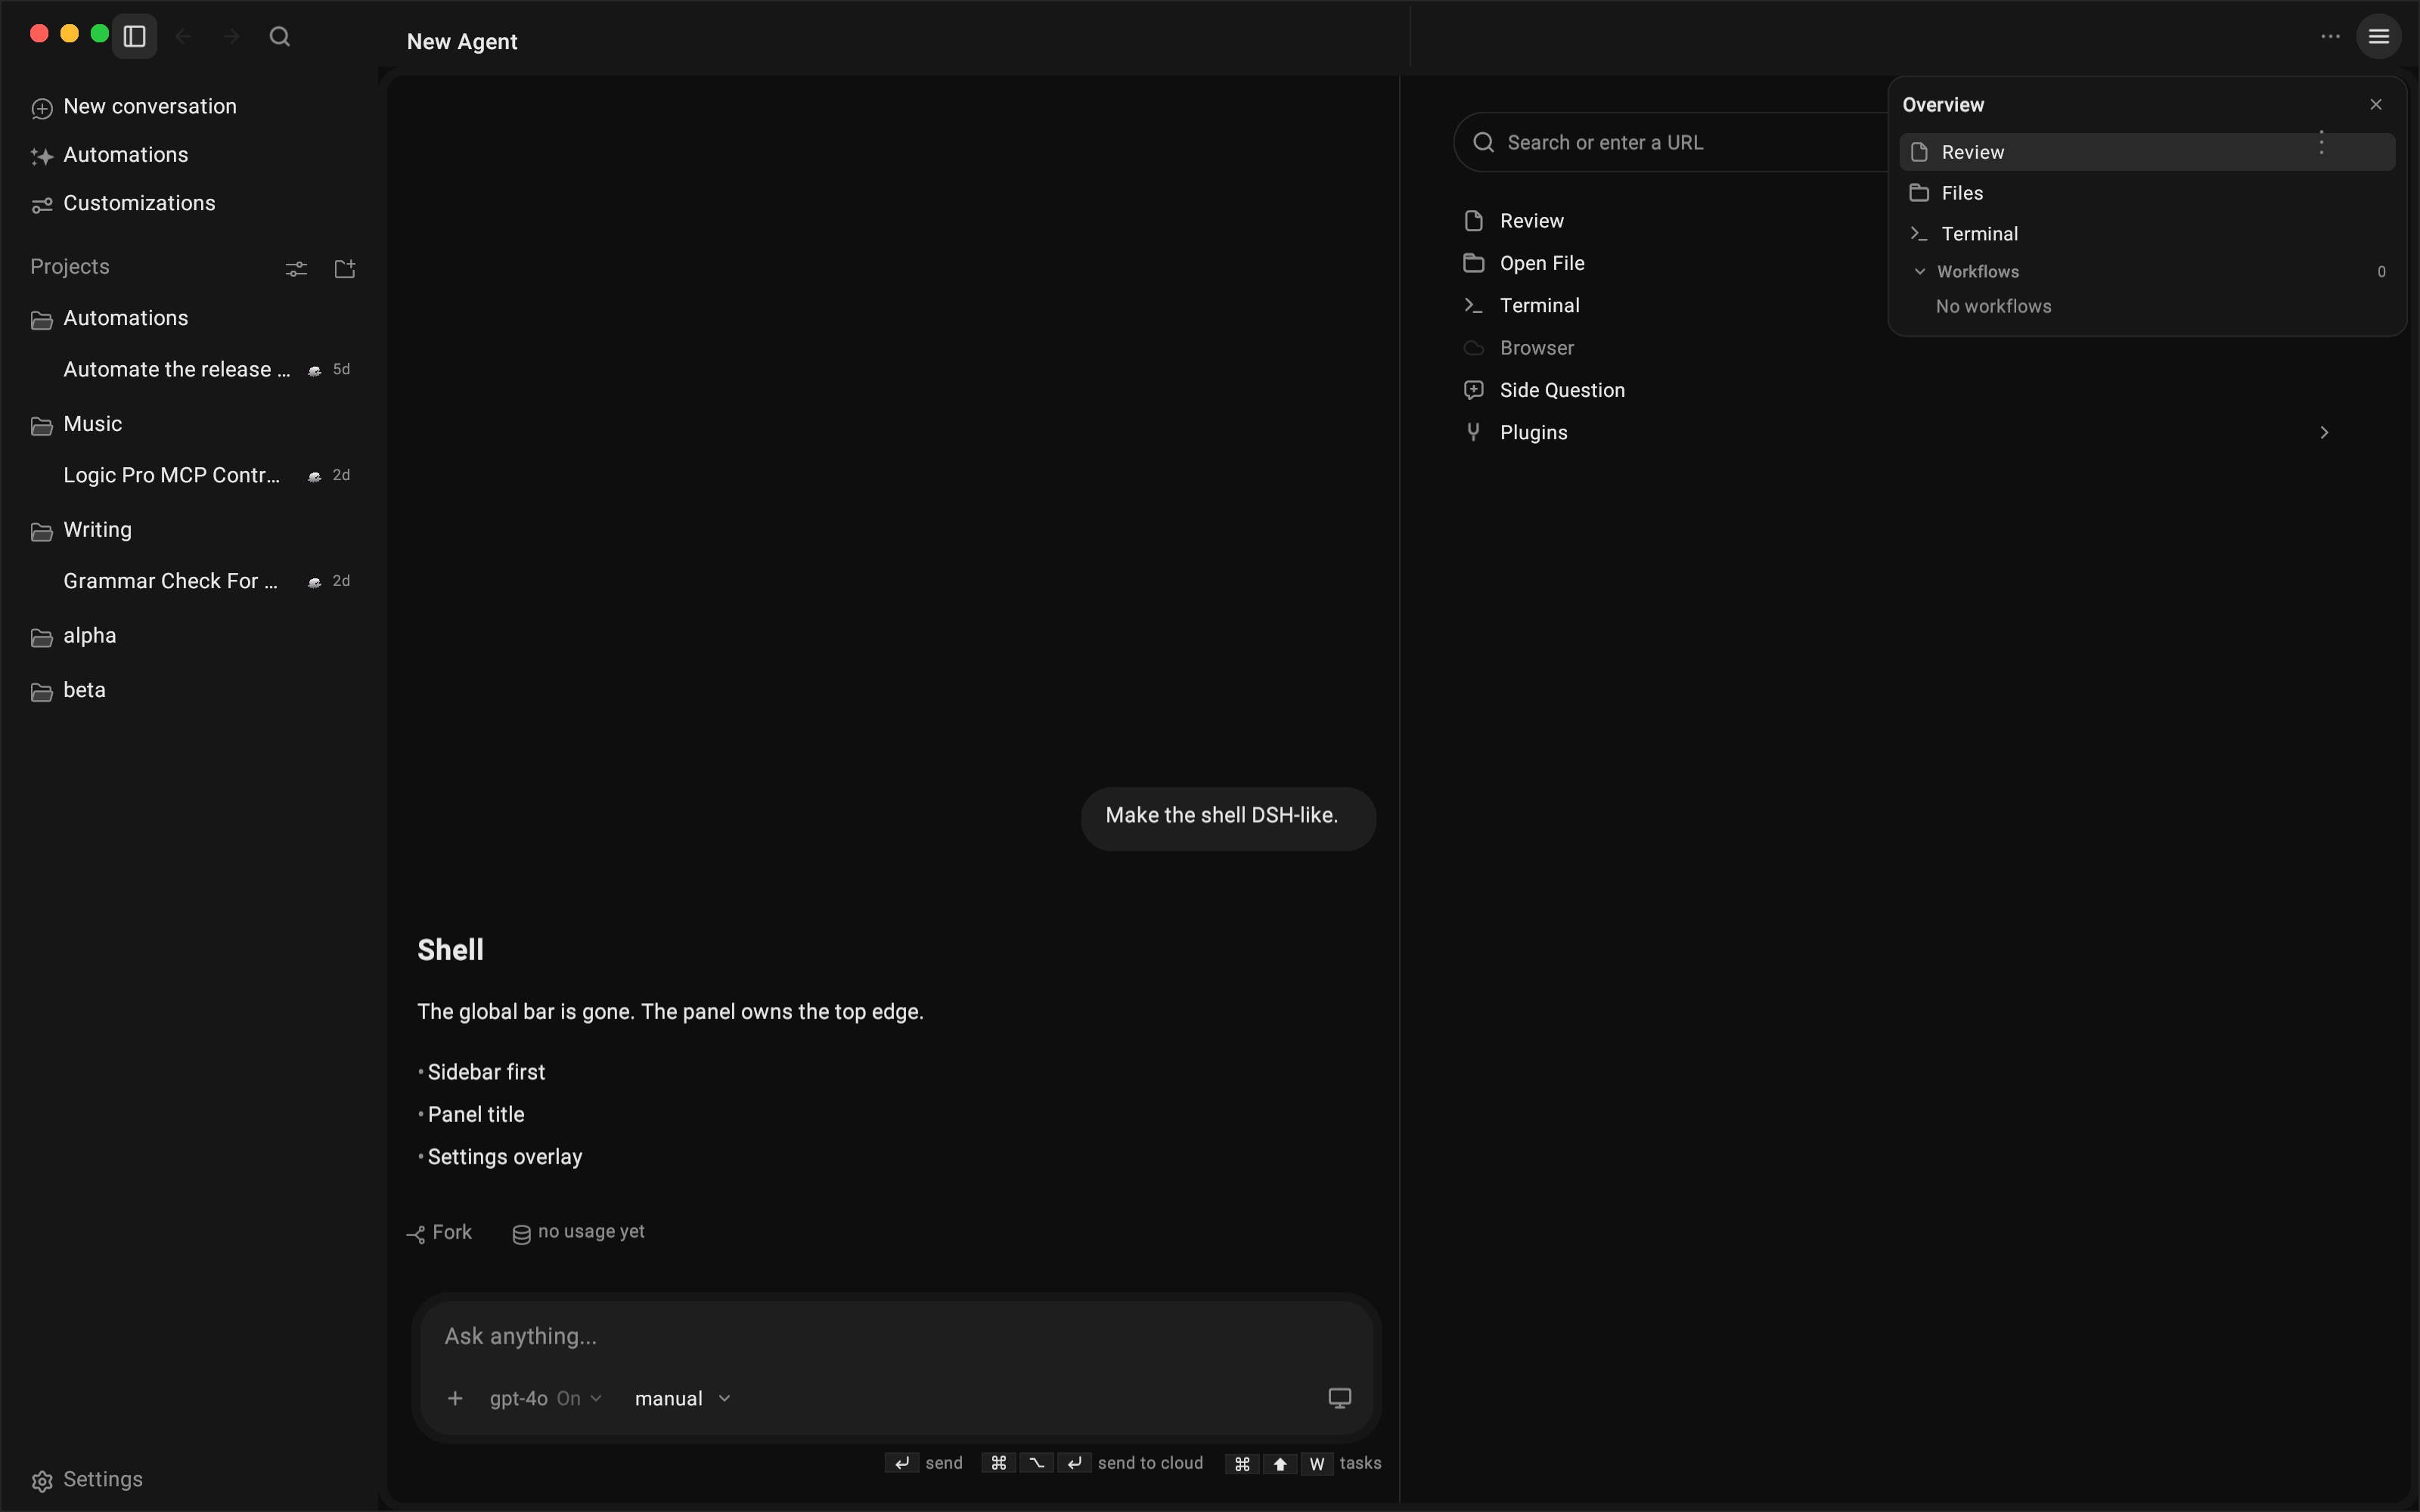 New Agent
New conversation
Automations
Customizations
Projects
Automations
Automate the release ... 5d
Music
Logic Pro MCP Contr... 2d
Writing
Grammar Check For ... 2d
alpha
beta
Settings
Make the shell DSH-like.
Shell
The global bar is gone. The panel owns the top edge.
• Sidebar first
• Panel title
• Settings overlay
Fork no usage yet
Ask anything...
gpt-4o On manual
send ⌘ ⌥ send to cloud ⌘ W tasks
Search or enter a URL
Review
Open File
Terminal
Browser
Side Question
Plugins
Overview
Review
Files
Terminal
Workflows 0
No workflows